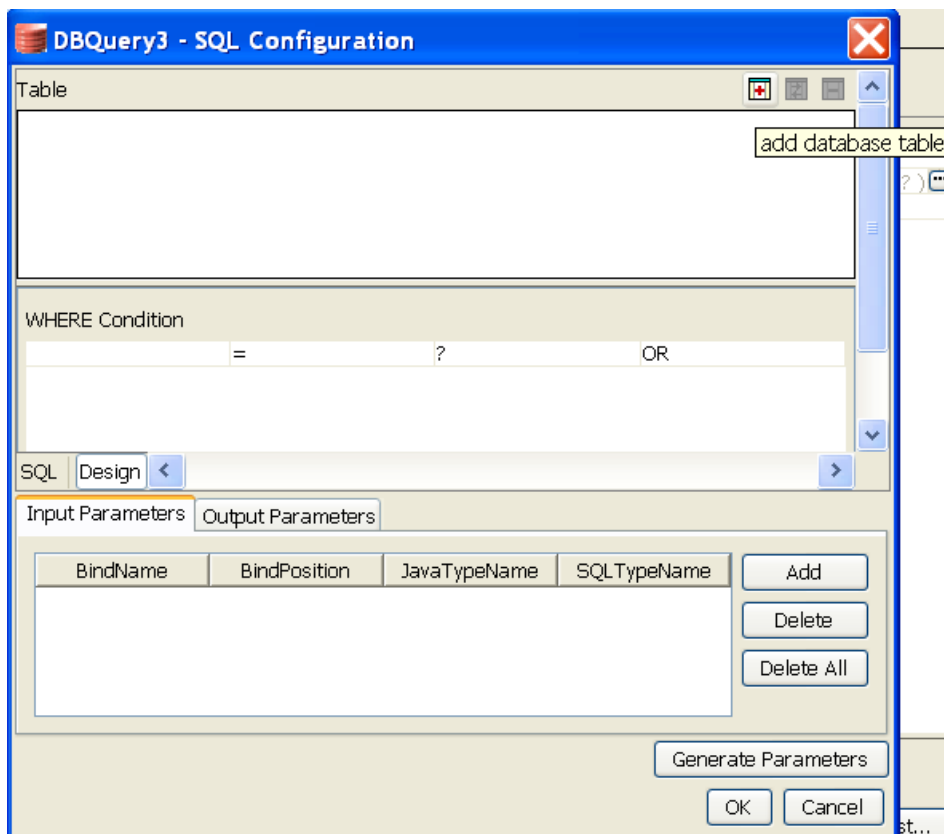 DBQuery3 - SQL Configuration
Table
add database table
? )
WHERE Condition
= ? OR
SQL Design
Input Parameters Output Parameters
BindName BindPosition JavaTypeName SQLTypeName Add
Delete
Delete All
Generate Parameters
OK Cancel
st...